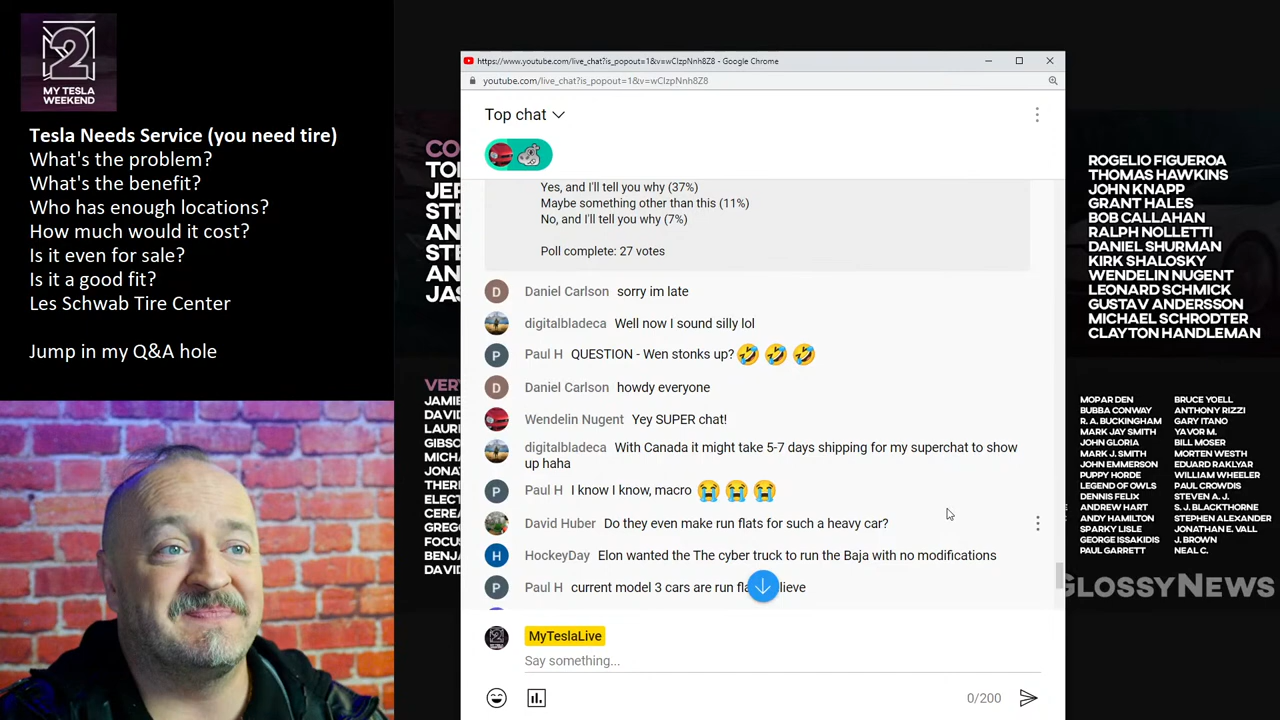 2
MY TESLA
WEEKEND
Tesla Needs Service (you need tire)
What's the problem?
What's the benefit?
Who has enough locations?
How much would it cost?
Is it even for sale?
Is it a good fit?
Les Schwab Tire Center
Jump in my Q&A hole
https://www.youtube.com/live_chat?is_popout=1&v=wCIzpNnh8Z8 - Google Chrome
youtube.com/live_chat?is_popout=1&v=wCIzpNnh8Z8
Top chat
Yes, and I'll tell you why (37%)
Maybe something other than this (11%)
No, and I'll tell you why (7%)
Poll complete: 27 votes
D Daniel Carlson sorry im late
digitalbladeca Well now I sound silly lol
P Paul H QUESTION - Wen stonks up? 🤣 🤣 🤣
D Daniel Carlson howdy everyone
Wendelin Nugent Yey SUPER chat!
digitalbladeca With Canada it might take 5-7 days shipping for my superchat to show
up haha
P Paul H I know I know, macro 😭 😭 😭
David Huber Do they even make run flats for such a heavy car?
H HockeyDay Elon wanted the The cyber truck to run the Baja with no modifications
P Paul H current model 3 cars are run
MyTeslaLive
Say something...
0/200
ROGELIO FIGUEROA
THOMAS HAWKINS
JOHN KNAPP
GRANT HALES
BOB CALLAHAN
RALPH NOLLETTI
DANIEL SHURMAN
KIRK SHALOSKY
WENDELIN NUGENT
LEONARD SCHMICK
GUSTAV ANDERSSON
MICHAEL SCHRODTER
CLAYTON HANDLEMAN
MOPAR DEN
BUBBA CONWAY
R. A. BUCKINGHAM
MARK JAY SMITH
JOHN GLORIA
MARK J. SMITH
JOHN EMMERSON
PUPPY HORDE
LEGEND OF OWLS
DENNIS FELIX
ANDREW HART
ANDY HAMILTON
SPARKY LISLE
GEORGE ISSAKIDIS
PAUL GARRETT
BRUCE YOELL
ANTHONY RIZZI
GARY ITANO
YAVOR M.
BILL MOSER
MORTEN WESTH
EDUARD RAKLYAR
WILLIAM WHEELER
PAUL CROWDIS
STEVEN A. J.
S. J. BLACKTHORNE
STEPHEN ALEXANDER
JONATHAN E. VALL
J. BROWN
NEAL C.
GLOSSYNEWS